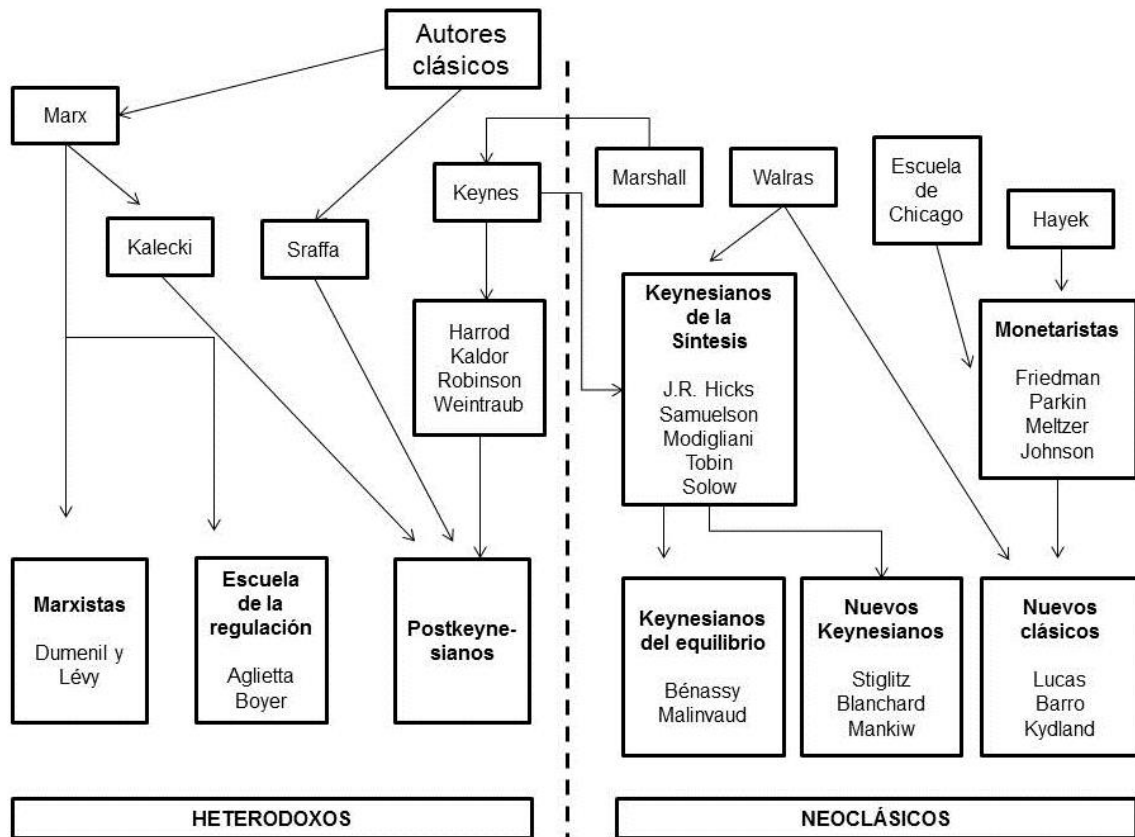 Autores
clásicos
Marx
Keynes
Marshall
Walras
Escuela
de
Chicago
Hayek
Kalecki
Sraffa
Harrod
Kaldor
Robinson
Weintraub
Keynesianos
de la
Síntesis
J.R. Hicks
Samuelson
Modigliani
Tobin
Solow
Monetaristas
Friedman
Parkin
Meltzer
Johnson
Marxistas
Dumenil y
Lévy
Escuela
de la
regulación
Aglietta
Boyer
Postkeyne-
sianos
Keynesianos
del equilibrio
Bénassy
Malinvaud
Nuevos
Keynesianos
Stiglitz
Blanchard
Mankiw
Nuevos
clásicos
Lucas
Barro
Kydland
HETERODOXOS
NEOCLÁSICOS